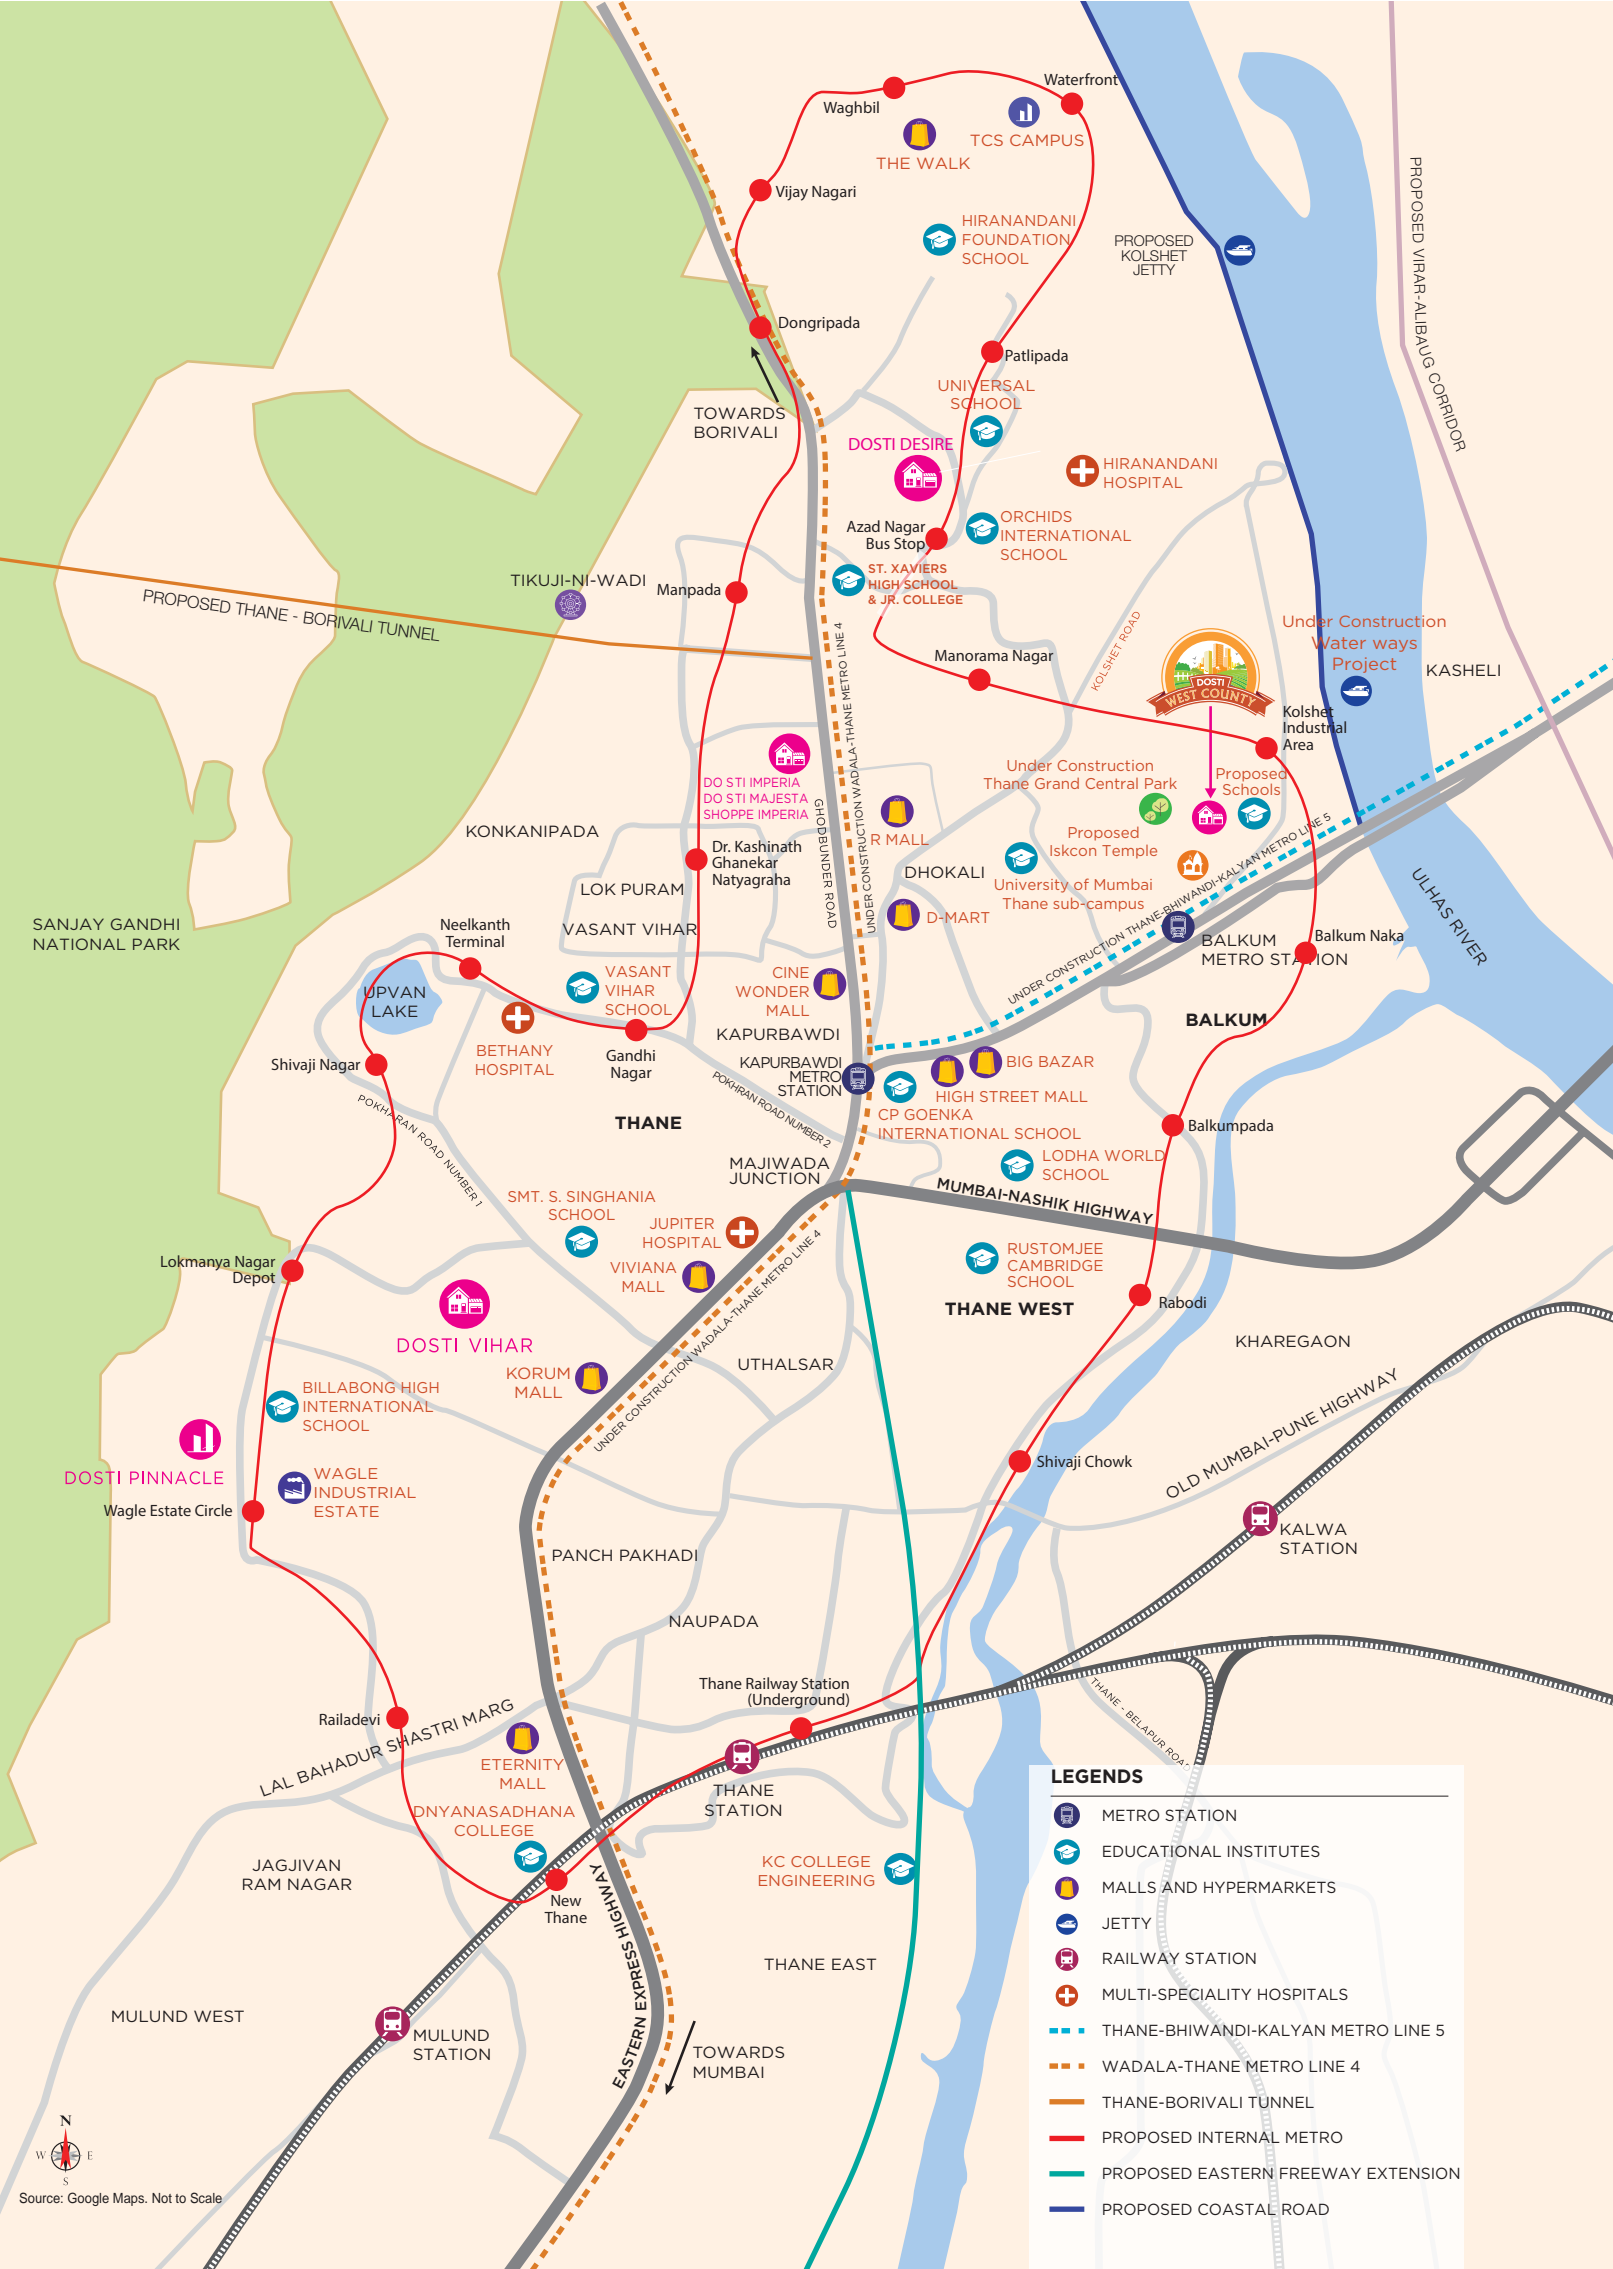 Waterfront
Waghbil
TCS CAMPUS
THE WALK
Vijay Nagari
HIRANANDANI
FOUNDATION
SCHOOL
PROPOSED
KOLSHET
JETTY
PROPOSED VIRAR-ALIBAUG CORRIDOR
Dongripada
Patlipada
TOWARDS
BORIVALI
UNIVERSAL
SCHOOL
DOSTI DESIRE
HIRANANDANI
HOSPITAL
Azad Nagar
Bus Stop
ORCHIDS
INTERNATIONAL
SCHOOL
ST. XAVIERS
HIGH SCHOOL
& JR. COLLEGE
TIKUJI-NI-WADI
Manpada
PROPOSED THANE - BORIVALI TUNNEL
UNDER CONSTRUCTION WADALA-THANE METRO LINE 4
Manorama Nagar
KOLSHET ROAD
DOSTI
WEST COUNTY
Under Construction
Water ways
Project
KASHELI
Kolshet
Industrial
Area
DO STI IMPERIA
DO STI MAJESTA
SHOPPE IMPERIA
GHODBUNDER ROAD
Under Construction
Thane Grand Central Park
Proposed
Schools
R MALL
Proposed
Iskcon Temple
KONKANIPADA
Dr. Kashinath
Ghanekar
Natyagraha
DHOKALI
University of Mumbai
Thane sub-campus
LOK PURAM
D-MART
UNDER CONSTRUCTION THANE-BHIWANDI-KALYAN METRO LINE 5
ULHAS RIVER
SANJAY GANDHI
NATIONAL PARK
Neelkanth
Terminal
VASANT VIHAR
BALKUM
METRO STATION
Balkum Naka
VASANT
VIHAR
SCHOOL
CINE
WONDER
MALL
UPVAN
LAKE
BALKUM
KAPURBAWDI
BETHANY
HOSPITAL
Gandhi
Nagar
Shivaji Nagar
KAPURBAWDI
METRO
STATION
BIG BAZAR
HIGH STREET MALL
POKHRAN ROAD NUMBER 2
POKHARAN ROAD NUMBER 1
THANE
CP GOENKA
INTERNATIONAL SCHOOL
Balkumpada
MAJIWADA
JUNCTION
LODHA WORLD
SCHOOL
MUMBAI-NASHIK HIGHWAY
SMT. S. SINGHANIA
SCHOOL
JUPITER
HOSPITAL
VIVIANA
MALL
UNDER CONSTRUCTION WADALA-THANE METRO LINE 4
RUSTOMJEE
CAMBRIDGE
SCHOOL
Lokmanya Nagar
Depot
THANE WEST
Rabodi
DOSTI VIHAR
UTHALSAR
KHAREGAON
KORUM
MALL
BILLABONG HIGH
INTERNATIONAL
SCHOOL
OLD MUMBAI-PUNE HIGHWAY
DOSTI PINNACLE
WAGLE
INDUSTRIAL
ESTATE
Shivaji Chowk
Wagle Estate Circle
KALWA
STATION
PANCH PAKHADI
NAUPADA
Thane Railway Station
(Underground)
THANE - BELAPUR ROAD
Railadevi
LAL BAHADUR SHASTRI MARG
ETERNITY
MALL
THANE
STATION
DNYANASADHANA
COLLEGE
JAGJIVAN
RAM NAGAR
KC COLLEGE
ENGINEERING
New
Thane
EASTERN EXPRESS HIGHWAY
THANE EAST
MULUND WEST
MULUND
STATION
TOWARDS
MUMBAI
LEGENDS
METRO STATION
EDUCATIONAL INSTITUTES
MALLS AND HYPERMARKETS
JETTY
RAILWAY STATION
MULTI-SPECIALITY HOSPITALS
THANE-BHIWANDI-KALYAN METRO LINE 5
WADALA-THANE METRO LINE 4
THANE-BORIVALI TUNNEL
PROPOSED INTERNAL METRO
PROPOSED EASTERN FREEWAY EXTENSION
PROPOSED COASTAL ROAD
N
W E
S
Source: Google Maps. Not to Scale